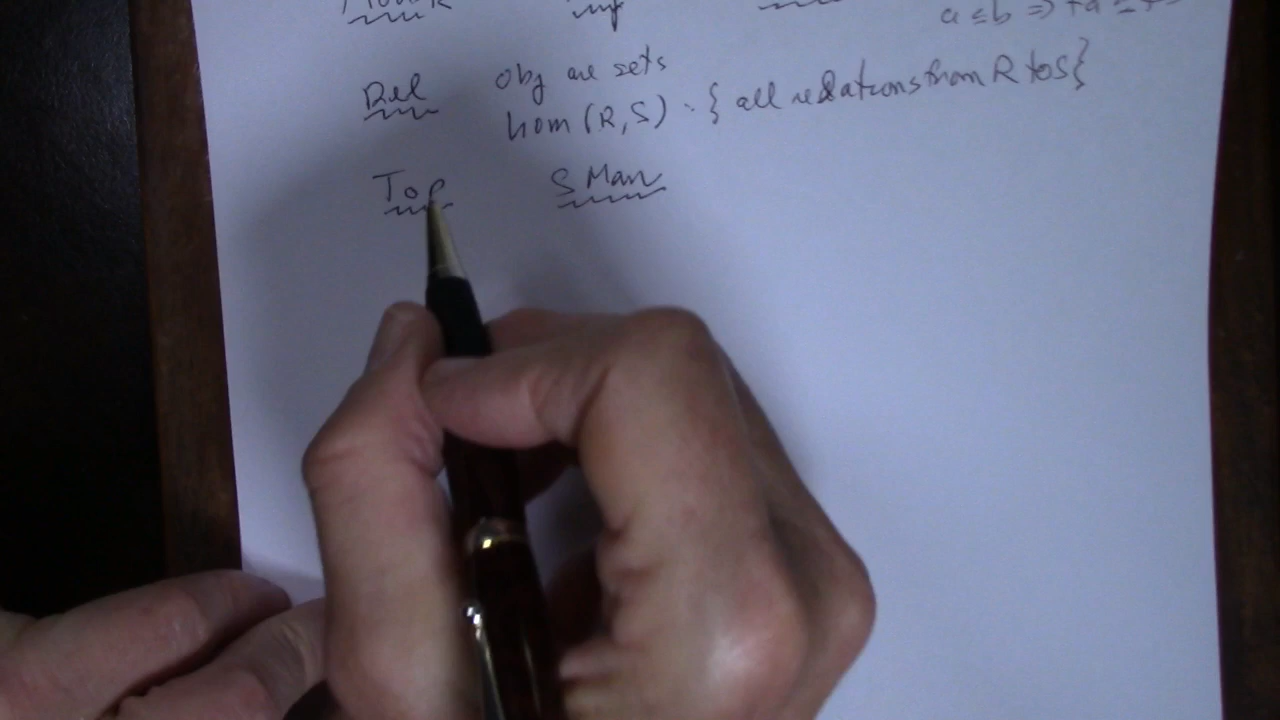 a ≤ b ⇒
Rel obj are sets
hom (R, S) = { all relations from R to S }
Top SMan